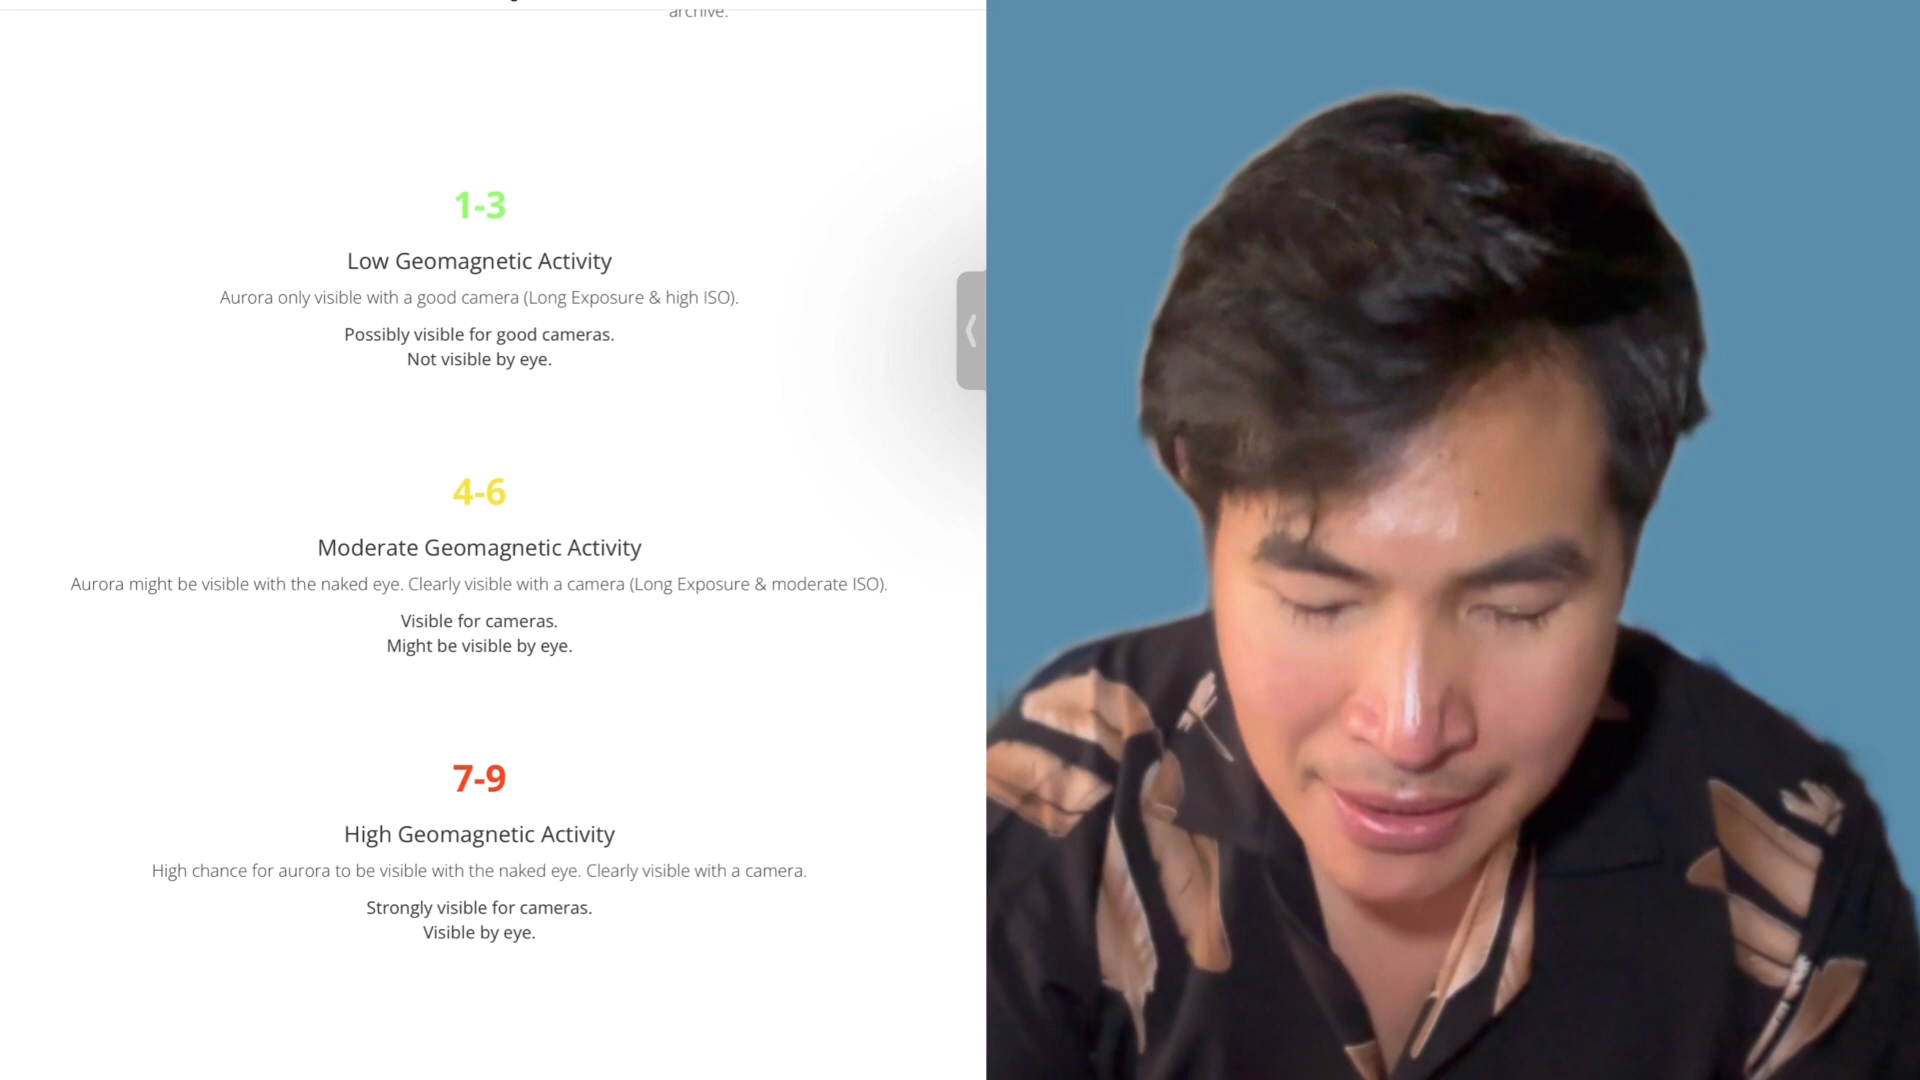 archive.
1-3
Low Geomagnetic Activity
Aurora only visible with a good camera (Long Exposure & high ISO).
Possibly visible for good cameras.
Not visible by eye.
4-6
Moderate Geomagnetic Activity
Aurora might be visible with the naked eye. Clearly visible with a camera (Long Exposure & moderate ISO).
Visible for cameras.
Might be visible by eye.
7-9
High Geomagnetic Activity
High chance for aurora to be visible with the naked eye. Clearly visible with a camera.
Strongly visible for cameras.
Visible by eye.